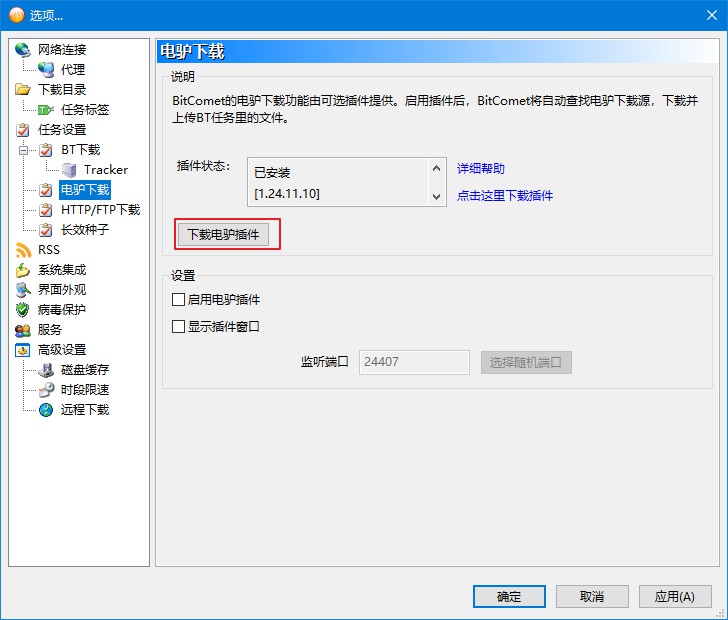 选项...
网络连接
代理
下载目录
任务标签
任务设置
BT下载
Tracker
电驴下载
HTTP/FTP下载
长效种子
RSS
系统集成
界面外观
病毒保护
服务
高级设置
磁盘缓存
时段限速
远程下载
电驴下载
说明
BitComet的电驴下载功能由可选插件提供。启用插件后，BitComet将自动查找电驴下载源，下载并
上传BT任务里的文件。
插件状态:
已安装
[1.24.11.10]
详细帮助
点击这里下载插件
下载电驴插件
设置
启用电驴插件
显示插件窗口
监听端口
24407
选择随机端口
确定
取消
应用(A)